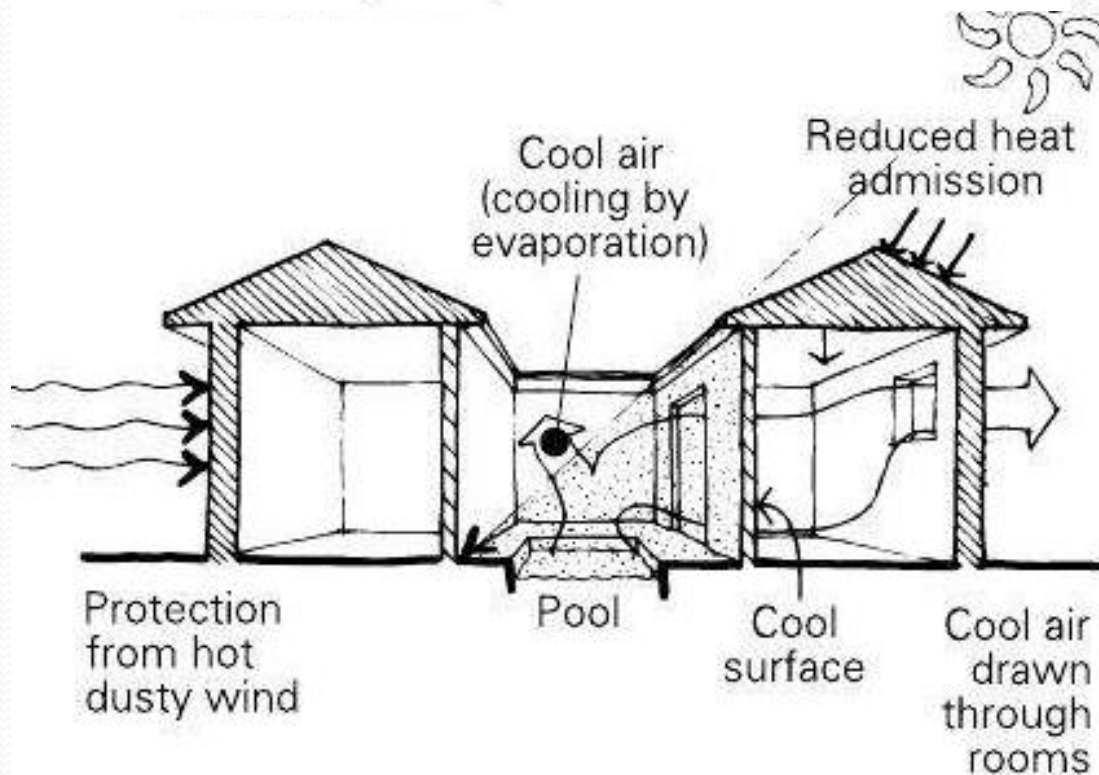 Reduced heat
admission
Cool air
(cooling by
evaporation)
Protection
from hot
dusty wind
Pool
Cool
surface
Cool air
drawn
through
rooms